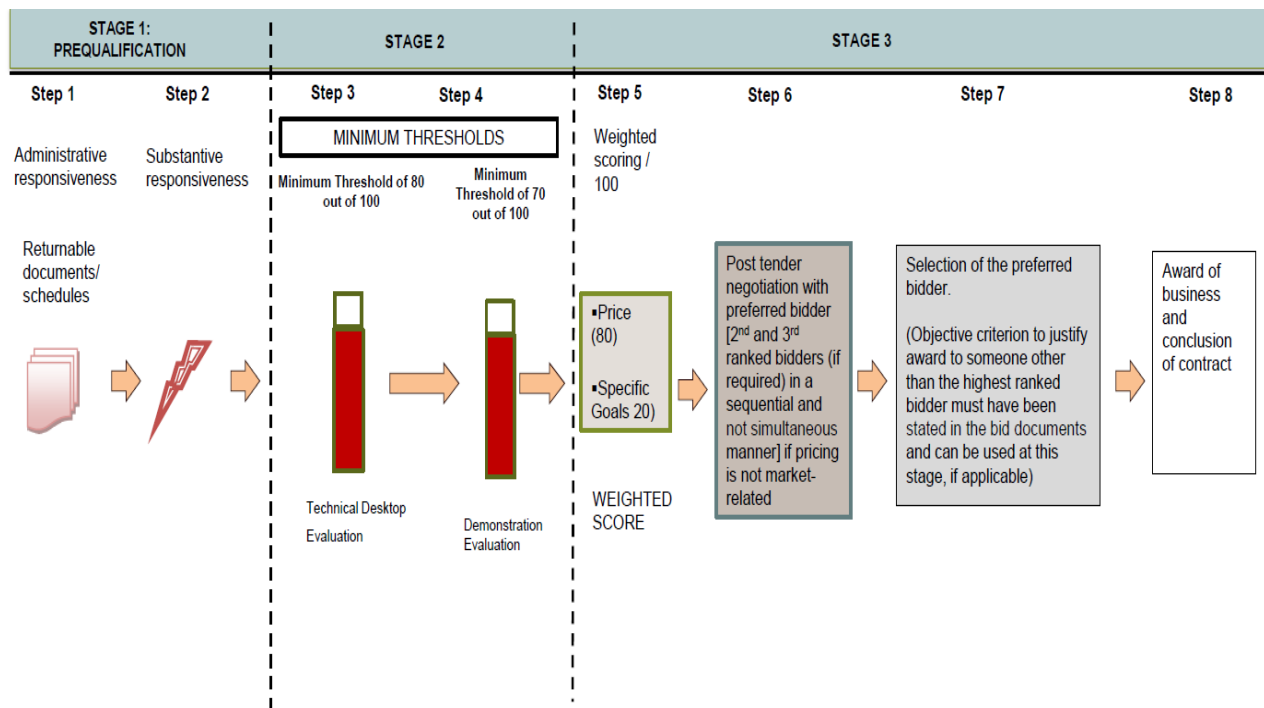 STAGE 1:
PREQUALIFICATION
STAGE 2
STAGE 3
Step 1
Step 2
Step 3
Step 4
Step 5
Step 6
Step 7
Step 8
Administrative
responsiveness
Substantive
responsiveness
MINIMUM THRESHOLDS
Minimum Threshold of 80
out of 100
Minimum
Threshold of 70
out of 100
Weighted
scoring /
100
Returnable
documents/
schedules
Technical Desktop
Evaluation
Demonstration
Evaluation
▪Price
(80)
▪Specific
Goals 20)
WEIGHTED
SCORE
Post tender
negotiation with
preferred bidder
[2nd and 3rd
ranked bidders (if
required) in a
sequential and
not simultaneous
manner] if pricing
is not market-
related
Selection of the preferred
bidder.
(Objective criterion to justify
award to someone other
than the highest ranked
bidder must have been
stated in the bid documents
and can be used at this
stage, if applicable)
Award of
business
and
conclusion
of contract